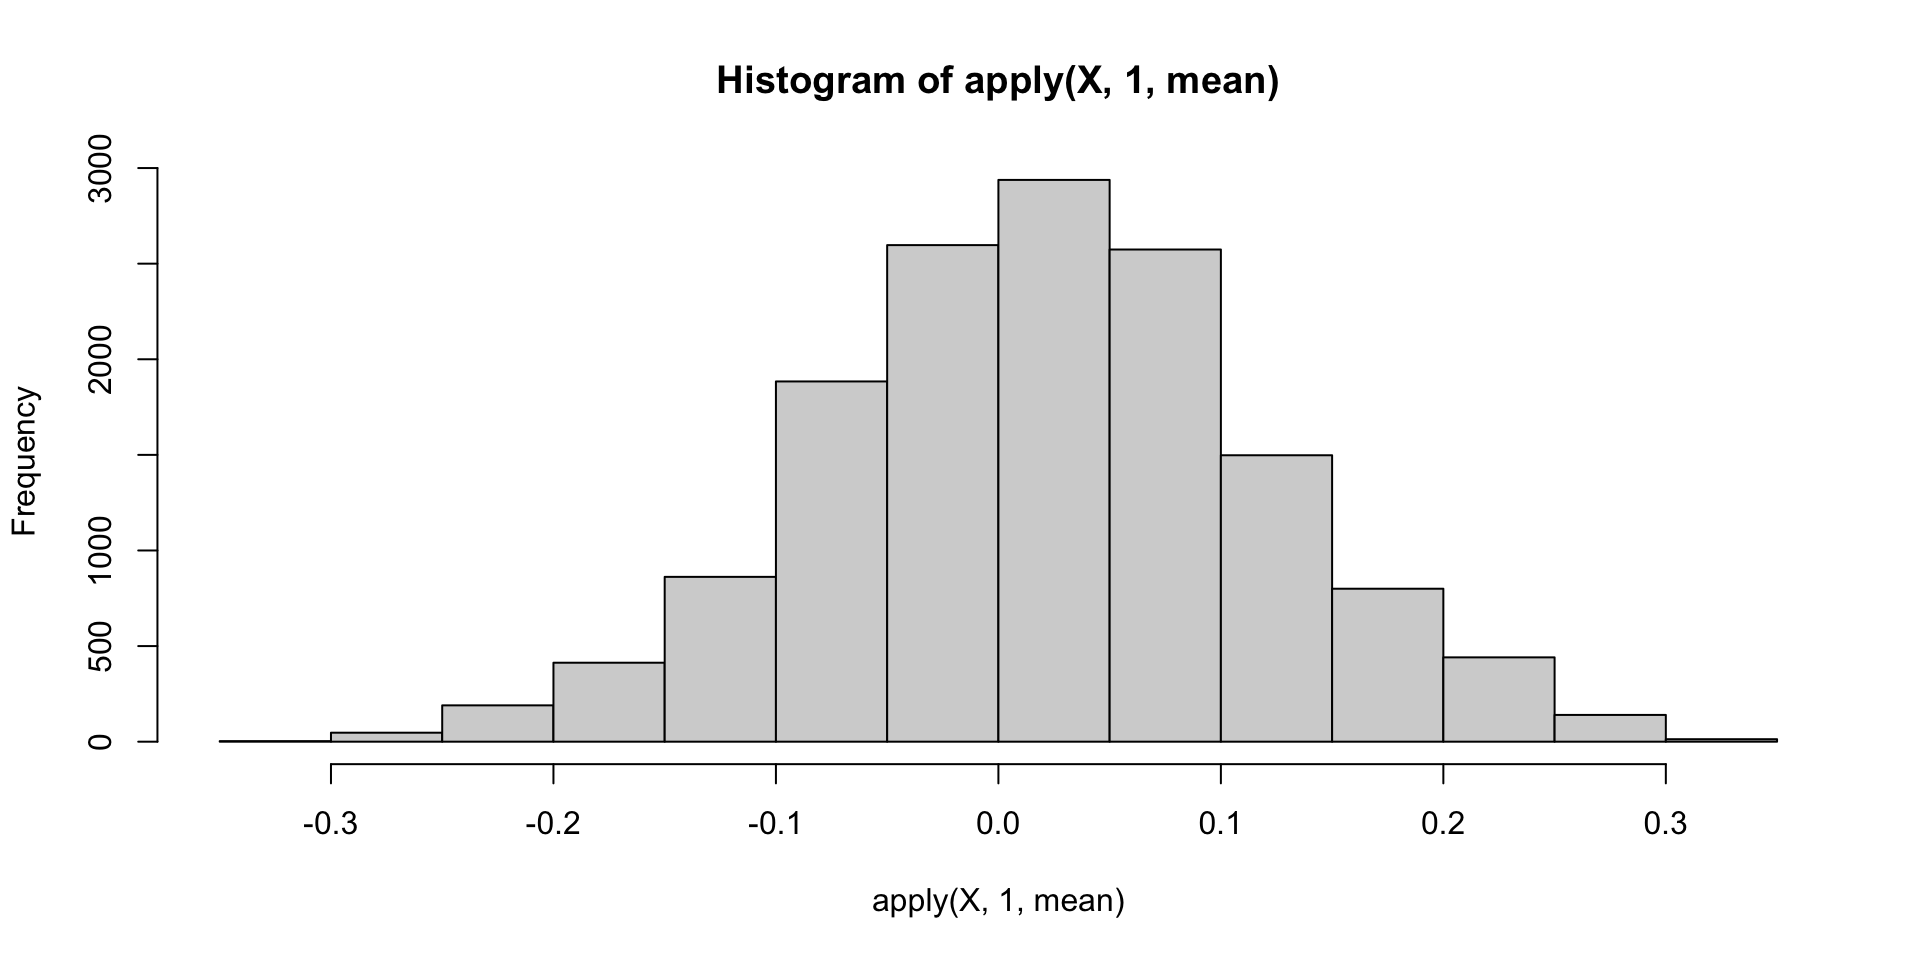 Histogram of apply(X, 1, mean)
3000
2000
1000
500
0
Frequency
-0.3 -0.2 -0.1 0.0 0.1 0.2 0.3
apply(X, 1, mean)